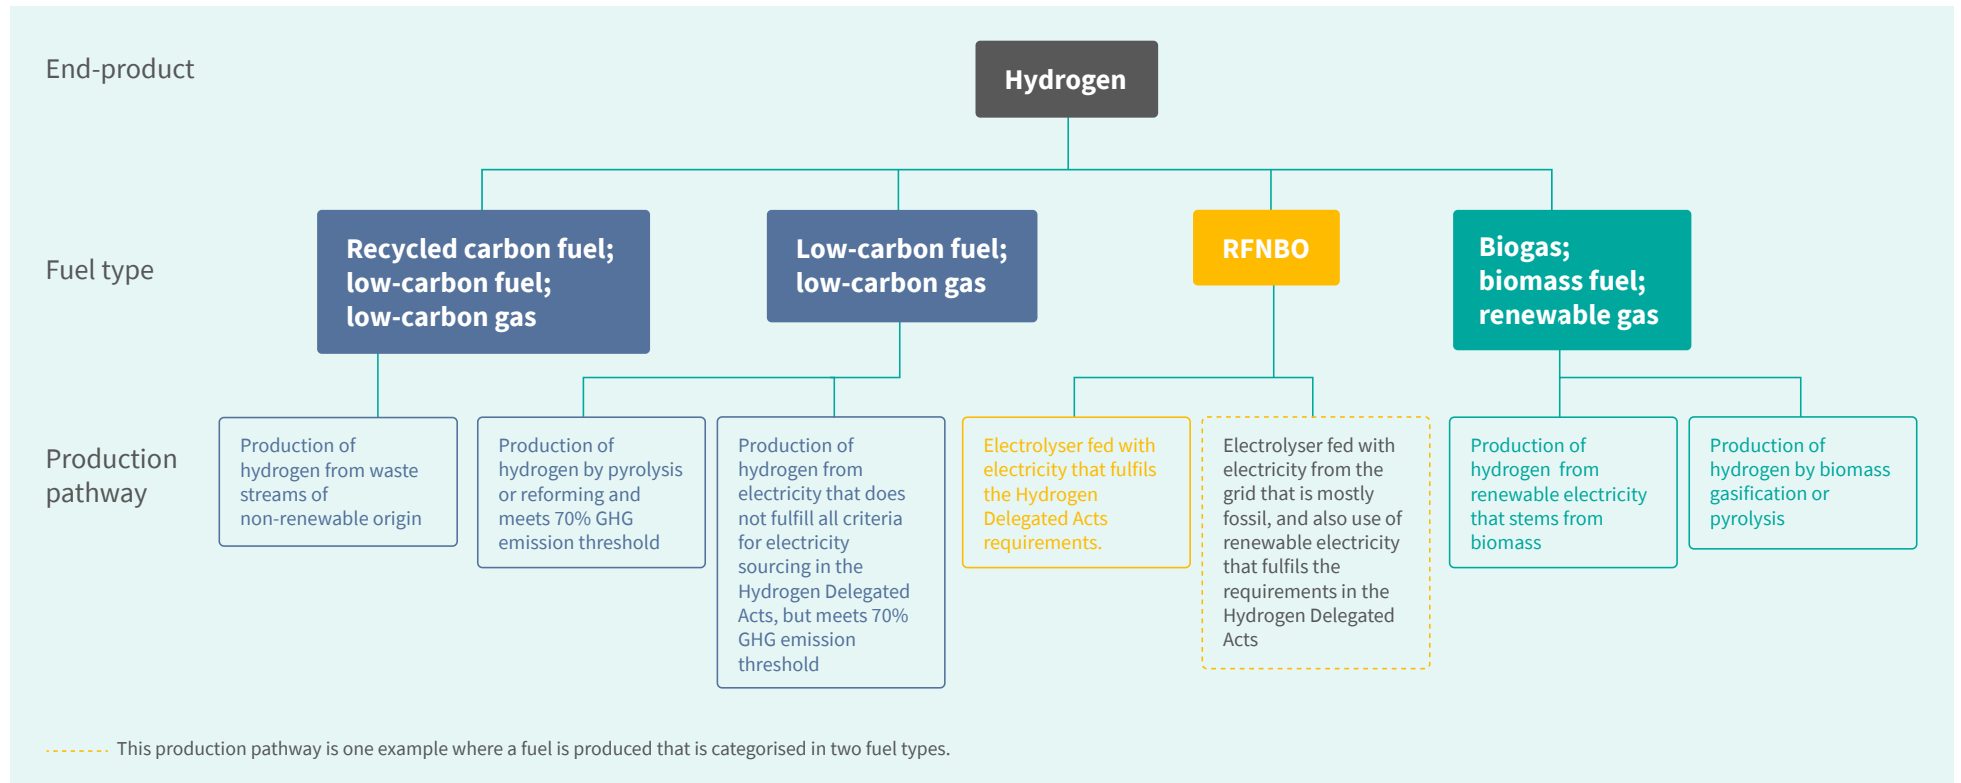 End-product
Hydrogen
Fuel type
Recycled carbon fuel;
low-carbon fuel;
low-carbon gas
Low-carbon fuel;
low-carbon gas
RFNBO
Biogas;
biomass fuel;
renewable gas
Production
pathway
Production of
hydrogen from waste
streams of
non-renewable origin
Production of
hydrogen by pyrolysis
or reforming and
meets 70% GHG
emission threshold
Production of
hydrogen from
electricity that does
not fulfill all criteria
for electricity
sourcing in the
Hydrogen Delegated
Acts, but meets 70%
GHG emission
threshold
Electrolyser fed with
electricity that fulfils
the Hydrogen
Delegated Acts
requirements.
Electrolyser fed with
electricity from the
grid that is mostly
fossil, and also use of
renewable electricity
that fulfils the
requirements in the
Hydrogen Delegated
Acts
Production of
hydrogen from
renewable electricity
that stems from
biomass
Production of
hydrogen by biomass
gasification or
pyrolysis
This production pathway is one example where a fuel is produced that is categorised in two fuel types.